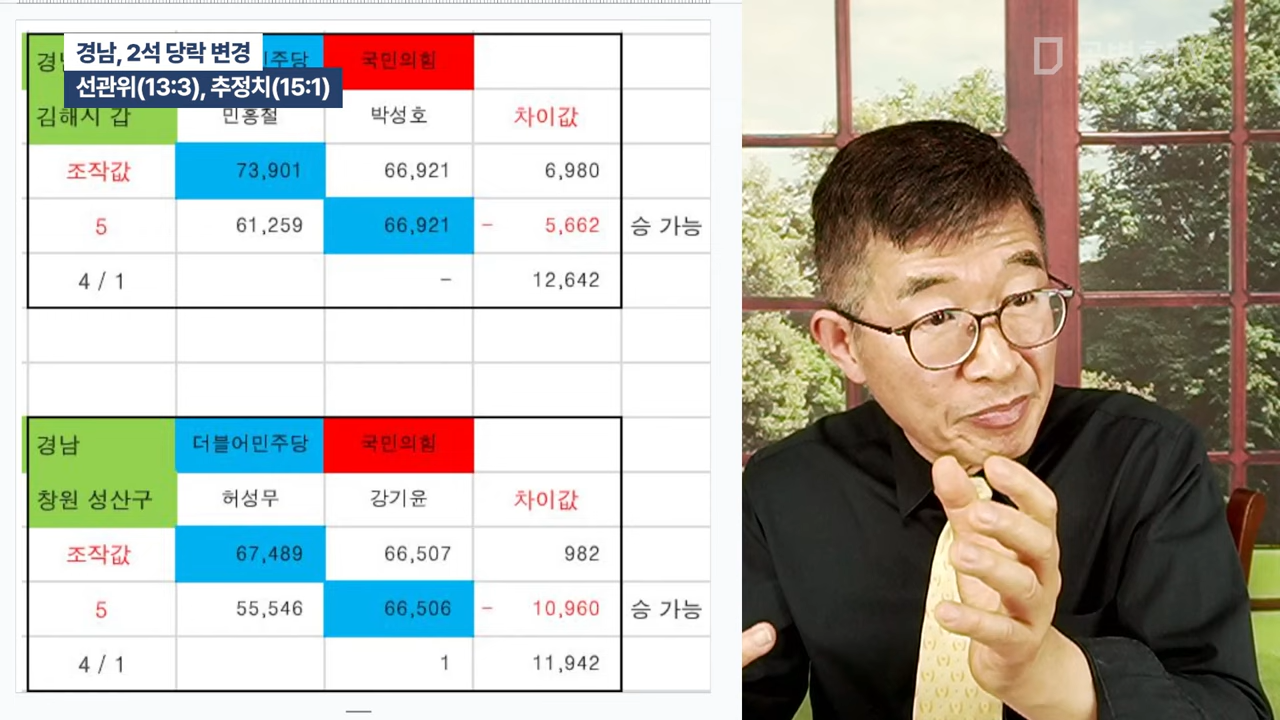 경남, 2석 당락 변경
선관위(13:3), 추정치(15:1)
민주당 국민의힘
김해시 갑 민홍철 박성호 차이값
조작값 73,901 66,921 6,980
5 61,259 66,921 - 5,662 승 가능
4 / 1 - 12,642
경남 더불어민주당 국민의힘
창원 성산구 허성무 강기윤 차이값
조작값 67,489 66,507 982
5 55,546 66,506 - 10,960 승 가능
4 / 1 1 11,942